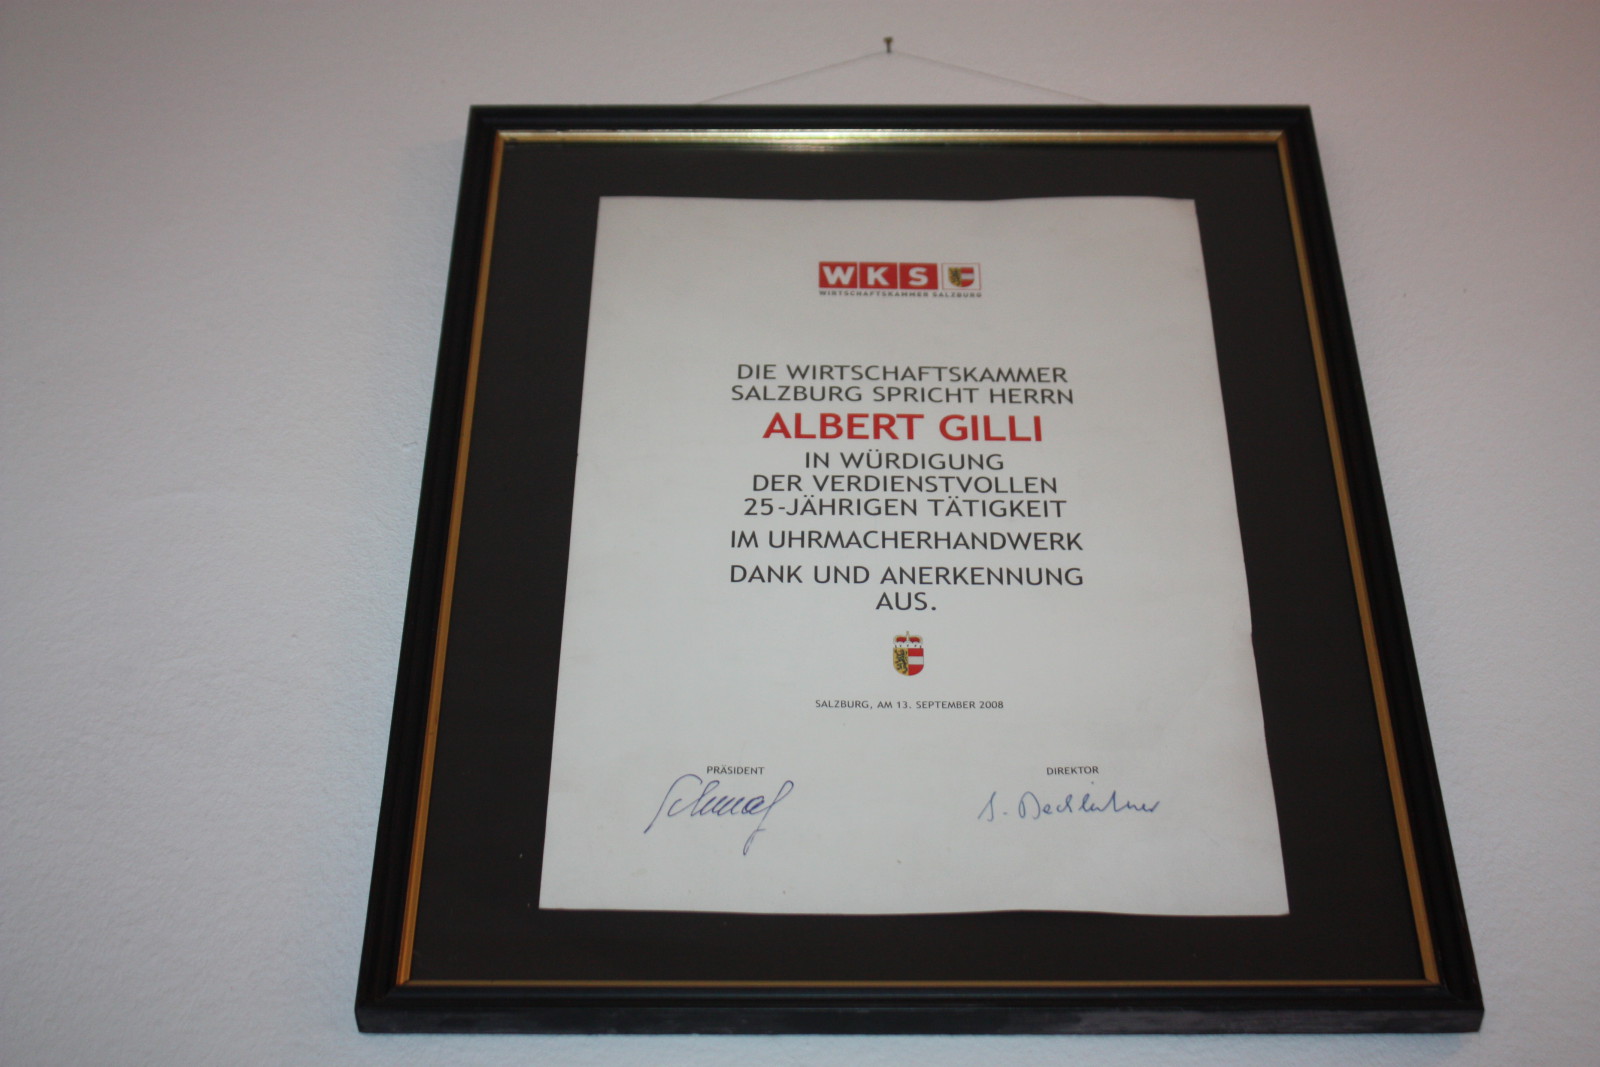 WKS
WIRTSCHAFTSKAMMER SALZBURG
DIE WIRTSCHAFTSKAMMER
SALZBURG SPRICHT HERRN
ALBERT GILLI
IN WÜRDIGUNG
DER VERDIENSTVOLLEN
25-JÄHRIGEN TÄTIGKEIT
IM UHRMACHERHANDWERK
DANK UND ANERKENNUNG
AUS.
SALZBURG, AM 13. SEPTEMBER 2008
PRÄSIDENT
DIREKTOR